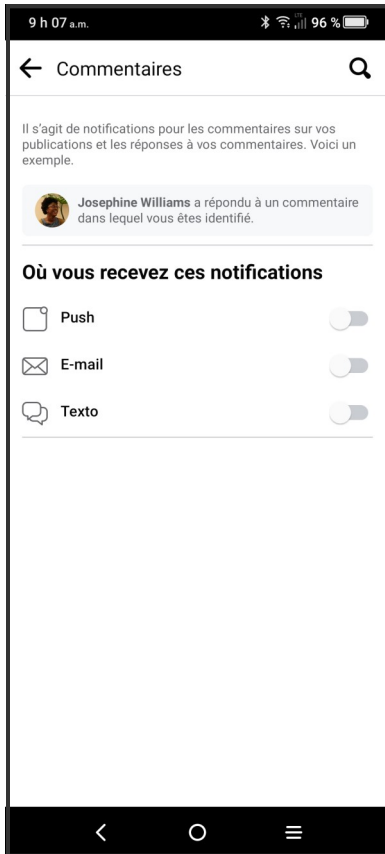 9 h 07 a.m.
LTE
96 %
Commentaires
Il s’agit de notifications pour les commentaires sur vos
publications et les réponses à vos commentaires. Voici un
exemple.
Josephine Williams a répondu à un commentaire
dans lequel vous êtes identifié.
Où vous recevez ces notifications
Push
E-mail
Texto